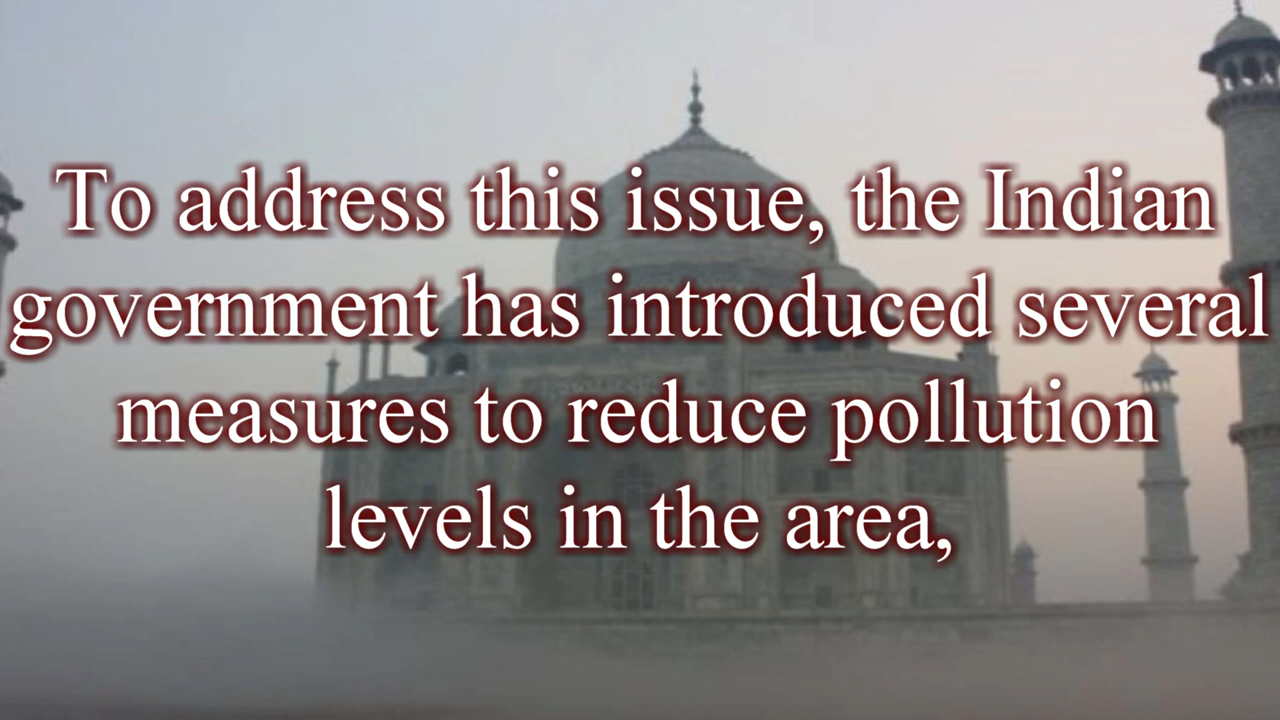 To address this issue, the Indian
government has introduced several
measures to reduce pollution
levels in the area,